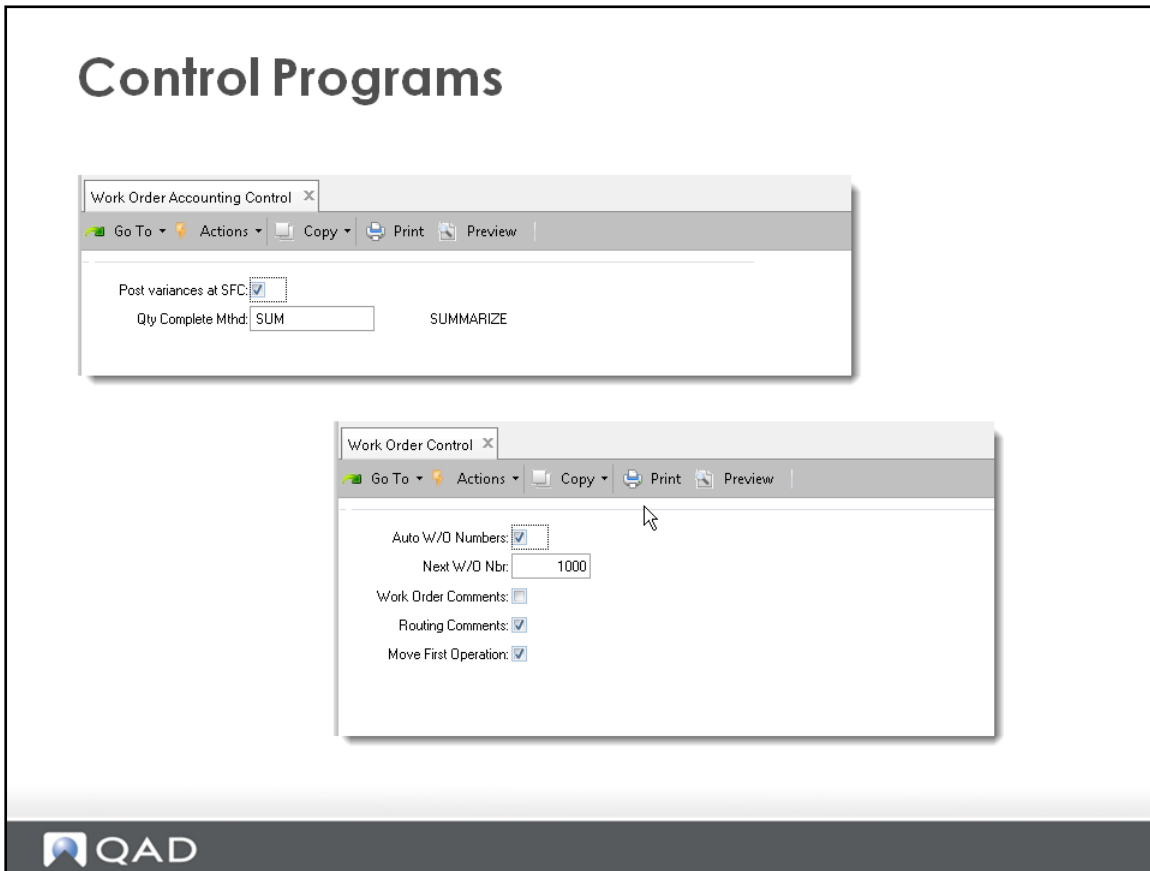 Control Programs
Work Order Accounting Control
Go To Actions Copy Print Preview
Post variances at SFC:
Qty Complete Mthd: SUM SUMMARIZE
Work Order Control
Go To Actions Copy Print Preview
Auto W/O Numbers:
Next W/O Nbr: 1000
Work Order Comments:
Routing Comments:
Move First Operation:
QAD